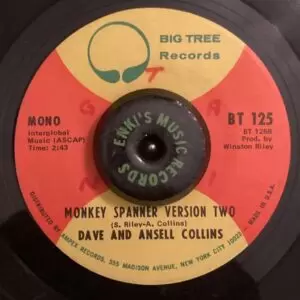 BIG TREE
Records
MONO
Interglobal
Music (ASCAP)
Time: 2:43
BT 125
BT 125B
Prod. by
Winston Riley
ENKI'S MUSIC
RECORDS
MONKEY SPANNER VERSION TWO
(S. Riley-A. Collins)
DAVE AND ANSELL COLLINS
DISTRIBUTED BY AMPEX RECORDS, 555 MADISON AVENUE, NEW YORK, N.Y. 10022 MADE IN U.S.A.